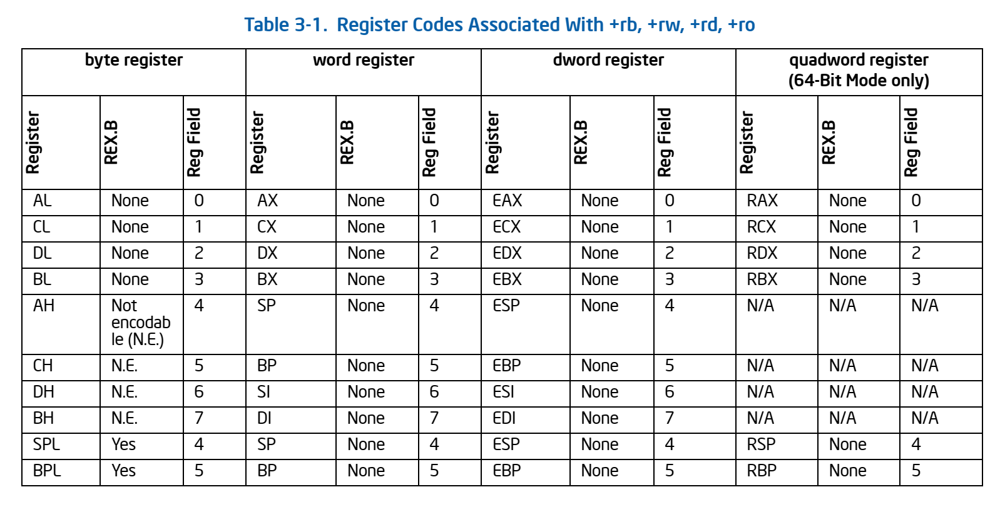 Table 3-1. Register Codes Associated With +rb, +rw, +rd, +ro
byte register word register dword register quadword register
(64-Bit Mode only)
Register REX.B Reg Field Register REX.B Reg Field Register REX.B Reg Field Register REX.B Reg Field
AL None 0 AX None 0 EAX None 0 RAX None 0
CL None 1 CX None 1 ECX None 1 RCX None 1
DL None 2 DX None 2 EDX None 2 RDX None 2
BL None 3 BX None 3 EBX None 3 RBX None 3
AH Not 4 SP None 4 ESP None 4 N/A N/A N/A
encodab
le (N.E.)
CH N.E. 5 BP None 5 EBP None 5 N/A N/A N/A
DH N.E. 6 SI None 6 ESI None 6 N/A N/A N/A
BH N.E. 7 DI None 7 EDI None 7 N/A N/A N/A
SPL Yes 4 SP None 4 ESP None 4 RSP None 4
BPL Yes 5 BP None 5 EBP None 5 RBP None 5